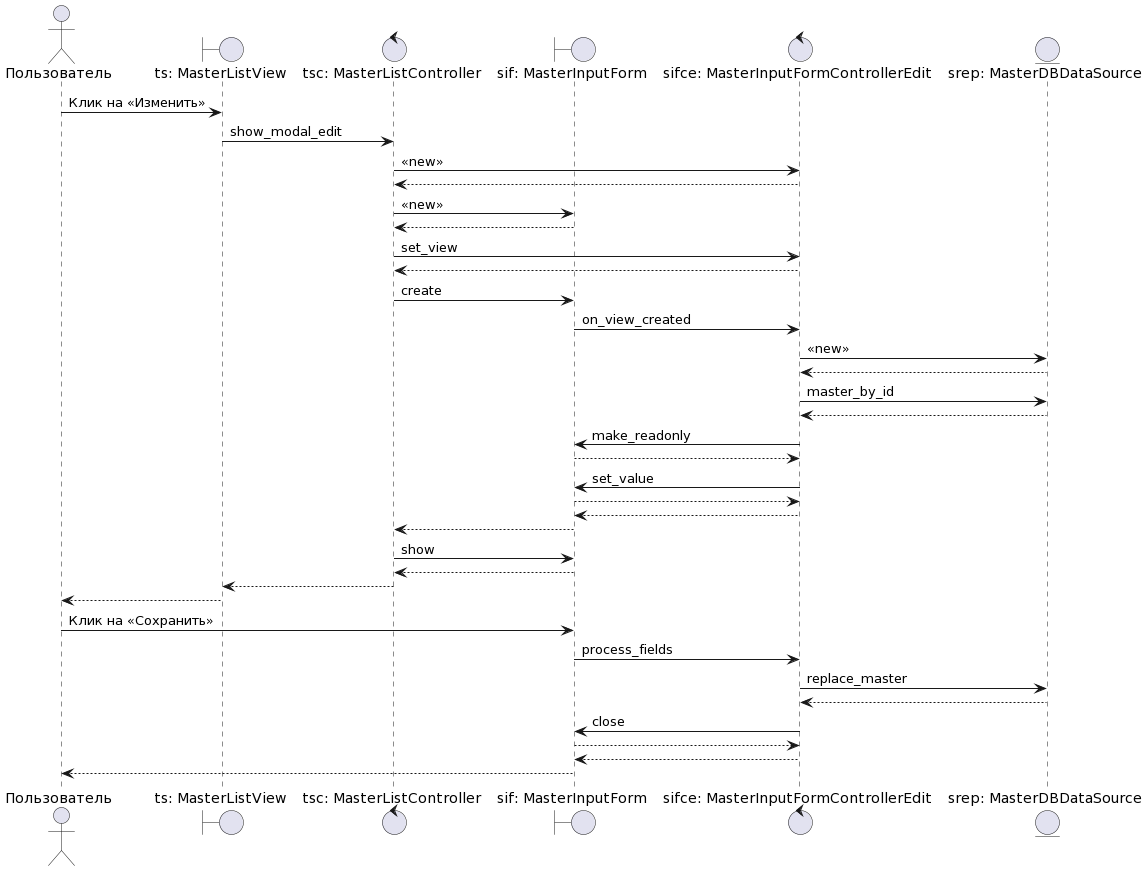 Пользователь
ts: MasterListView
tsc: MasterListController
sif: MasterInputForm
sifce: MasterInputFormControllerEdit
srep: MasterDBDataSource
Клик на «Изменить»
show_modal_edit
«new»
«new»
set_view
create
on_view_created
«new»
master_by_id
make_readonly
set_value
show
Клик на «Сохранить»
process_fields
replace_master
close
Пользователь
ts: MasterListView
tsc: MasterListController
sif: MasterInputForm
sifce: MasterInputFormControllerEdit
srep: MasterDBDataSource